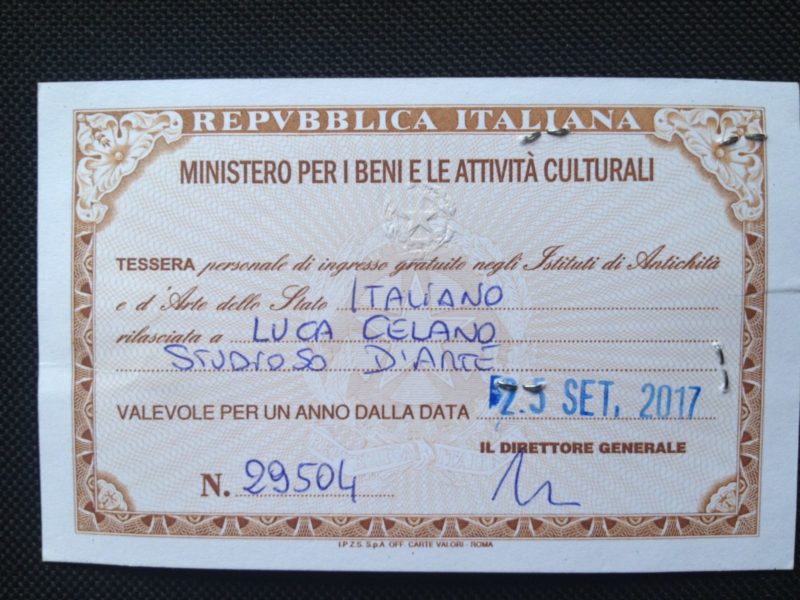 REPVBBLICA ITALIANA
MINISTERO PER I BENI E LE ATTIVITÀ CULTURALI
TESSERA personale di ingresso gratuito negli Istituti di Antichità
e d'Arte dello Stato ITALIANO
rilasciata a LUCA CELANO
STUDIOSO D'ARTE
VALEVOLE PER UN ANNO DALLA DATA 25 SET. 2017
IL DIRETTORE GENERALE
N. 29504
I.P.Z.S. S.p.A. OFF. CARTE VALORI - ROMA